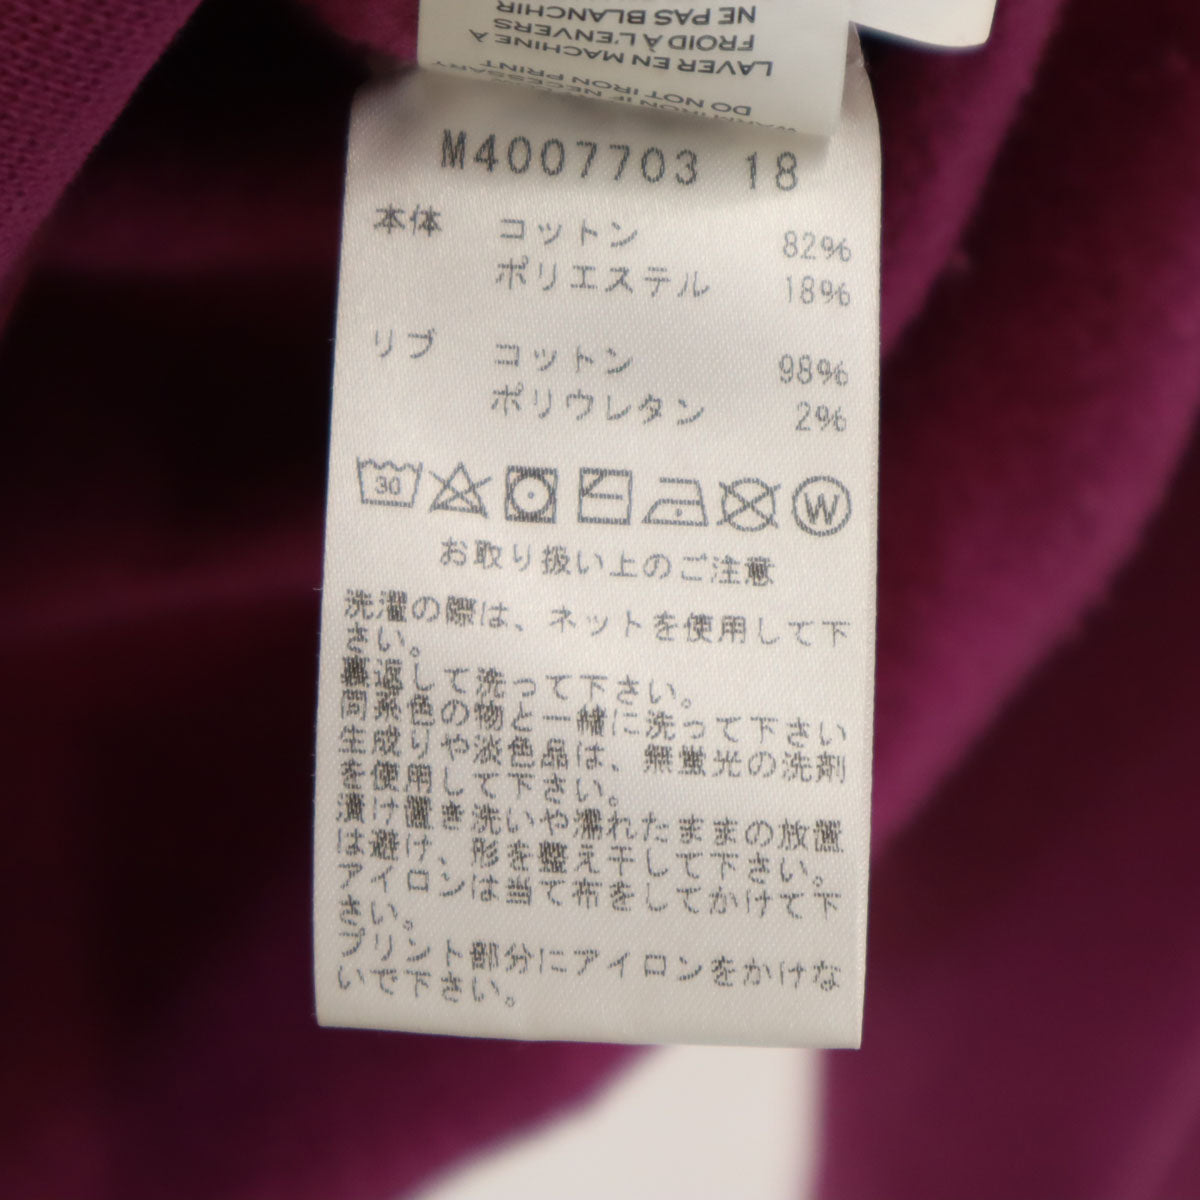 NE PAS BLANCHIR
FROID À L'ENVERS
LAVER EN MACHINE À
DO NOT IRON PRINT
WARM IRON IF NECESSARY
M4007703 18
本体 コットン 82%
ポリエステル 18%
リブ コットン 98%
ポリウレタン 2%
30
W
お取り扱い上のご注意
洗濯の際は、ネットを使用して下
さい。
裏返して洗って下さい。
同系色の物と一緒に洗って下さい
生成りや淡色品は、無蛍光の洗剤
を使用して下さい。
漬け置き洗いや濡れたままの放置
は避け、形を整え干して下さい。
アイロンは当て布をしてかけて下
さい。
プリント部分にアイロンをかけな
いで下さい。